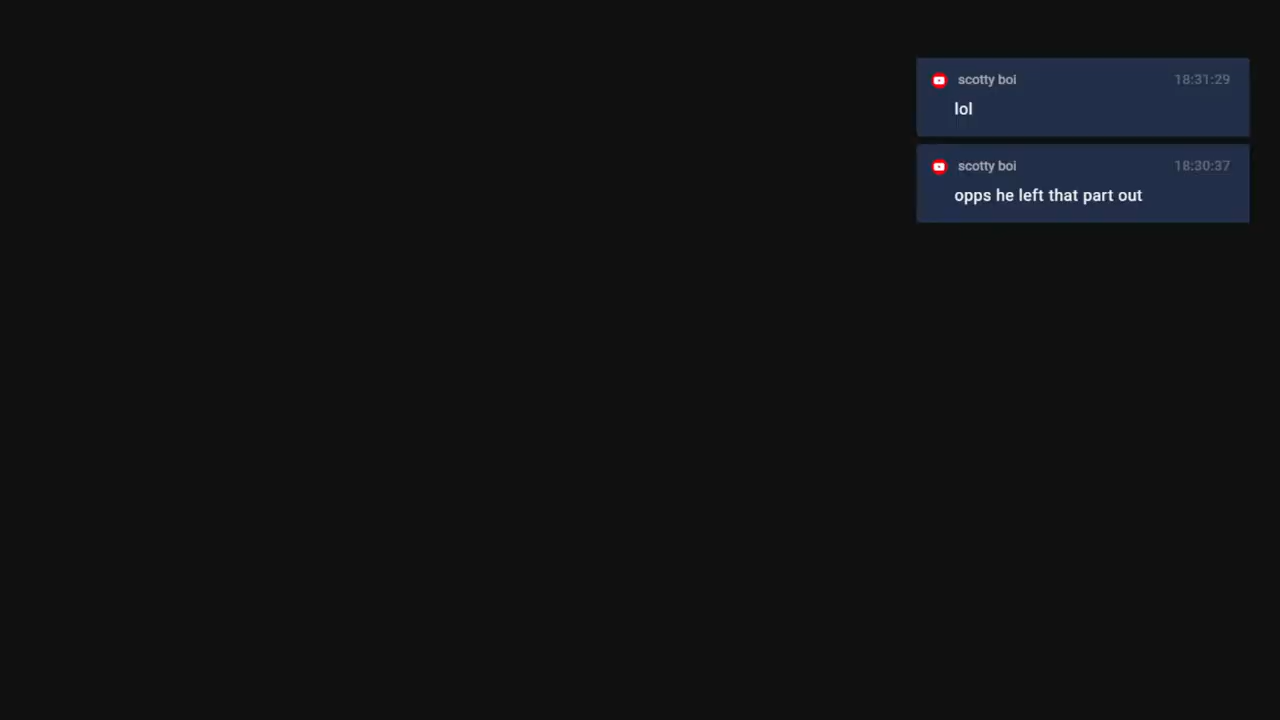 scotty boi 18:31:29
lol
scotty boi 18:30:37
opps he left that part out